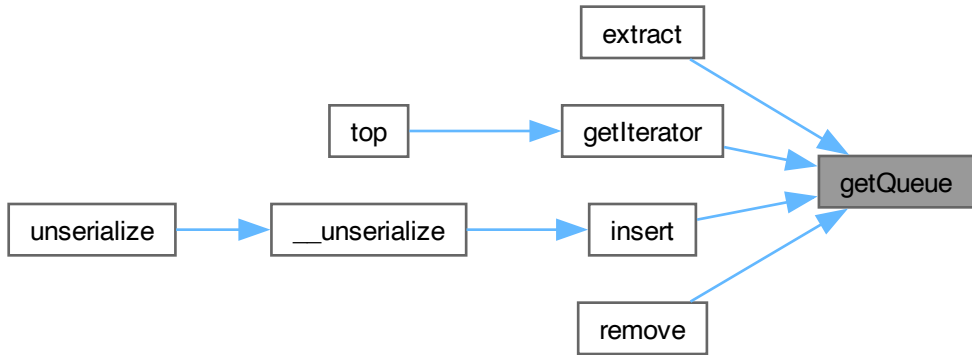 extract
top
getIterator
getQueue
unserialize
__unserialize
insert
remove